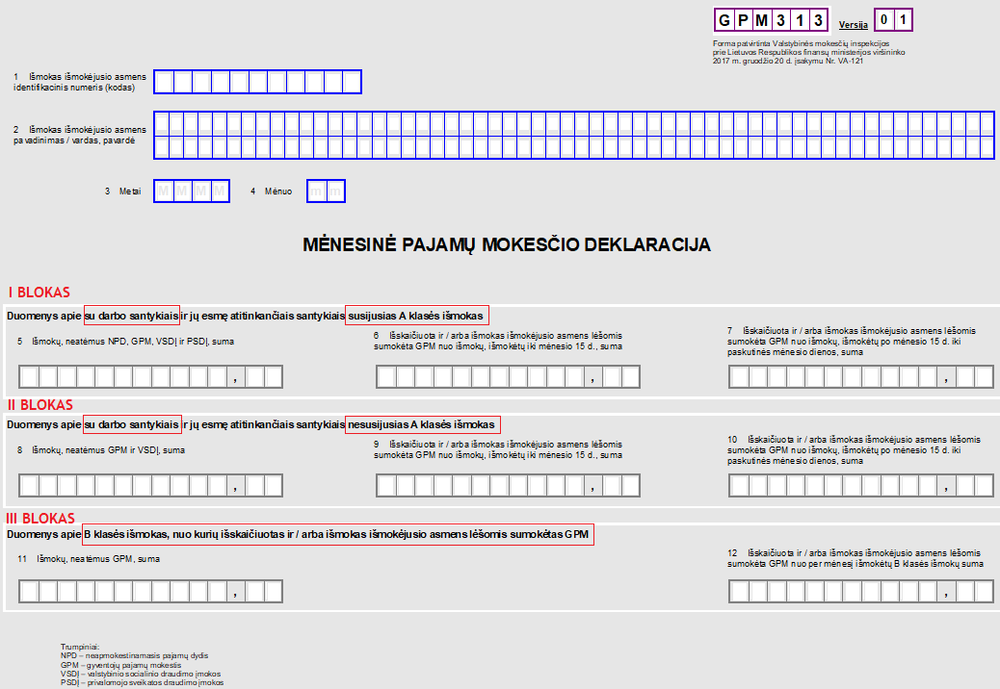 GPM313 Versija 01
Forma patvirtinta Valstybinės mokesčių inspekcijos
prie Lietuvos Respublikos finansų ministerijos viršininko
2017 m. gruodžio 20 d. įsakymu Nr. VA-121
1 Išmokas išmokėjusio asmens
identifikacinis numeris (kodas)
2 Išmokas išmokėjusio asmens
pavadinimas / vardas, pavardė
3 Metai MMMM 4 Mėnuo mm
MĖNESINĖ PAJAMŲ MOKESČIO DEKLARACIJA
I BLOKAS
Duomenys apie su darbo santykiais ir jų esmę atitinkančiais santykiais susijusias A klasės išmokas
5 Išmokų, neatėmus NPD, GPM, VSDĮ ir PSDĮ, suma
6 Išskaičiuota ir / arba išmokas išmokėjusio asmens lėšomis
sumokėta GPM nuo išmokų, išmokėtų iki mėnesio 15 d., suma
7 Išskaičiuota ir / arba išmokas išmokėjusio asmens lėšomis
sumokėta GPM nuo išmokų, išmokėtų po mėnesio 15 d. iki
paskutinės mėnesio dienos, suma
, , ,
II BLOKAS
Duomenys apie su darbo santykiais ir jų esmę atitinkančiais santykiais nesusijusias A klasės išmokas
8 Išmokų, neatėmus GPM ir VSDĮ, suma
9 Išskaičiuota ir / arba išmokas išmokėjusio asmens lėšomis
sumokėta GPM nuo išmokų, išmokėtų iki mėnesio 15 d., suma
10 Išskaičiuota ir / arba išmokas išmokėjusio asmens lėšomis
sumokėta GPM nuo išmokų, išmokėtų po mėnesio 15 d. iki
paskutinės mėnesio dienos, suma
, , ,
III BLOKAS
Duomenys apie B klasės išmokas, nuo kurių išskaičiuotas ir / arba išmokas išmokėjusio asmens lėšomis sumokėtas GPM
11 Išmokų, neatėmus GPM, suma
12 Išskaičiuota ir / arba išmokas išmokėjusio asmens lėšomis
sumokėta GPM nuo per mėnesį išmokėtų B klasės išmokų suma
, ,
Trumpiniai:
NPD – neapmokestinamasis pajamų dydis
GPM – gyventojų pajamų mokestis
VSDĮ – valstybinio socialinio draudimo įmokos
PSDĮ – privalomojo sveikatos draudimo įmokos